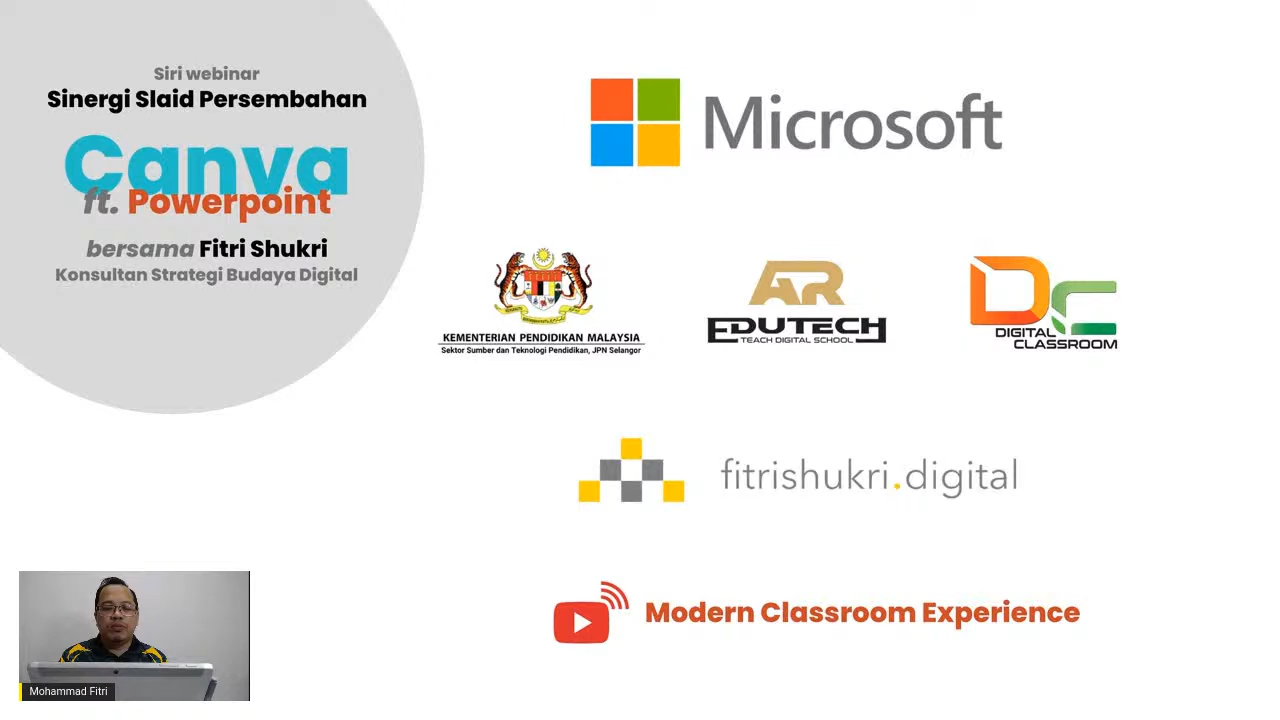 Siri webinar
Sinergi Slaid Persembahan
Canva
ft. Powerpoint
bersama Fitri Shukri
Konsultan Strategi Budaya Digital
Microsoft
KEMENTERIAN PENDIDIKAN MALAYSIA
Sektor Sumber dan Teknologi Pendidikan, JPN Selangor
AR
EDUTECH
TEACH DIGITAL SCHOOL
DC
DIGITAL
CLASSROOM
fitrishukri.digital
Modern Classroom Experience
Mohammad Fitri